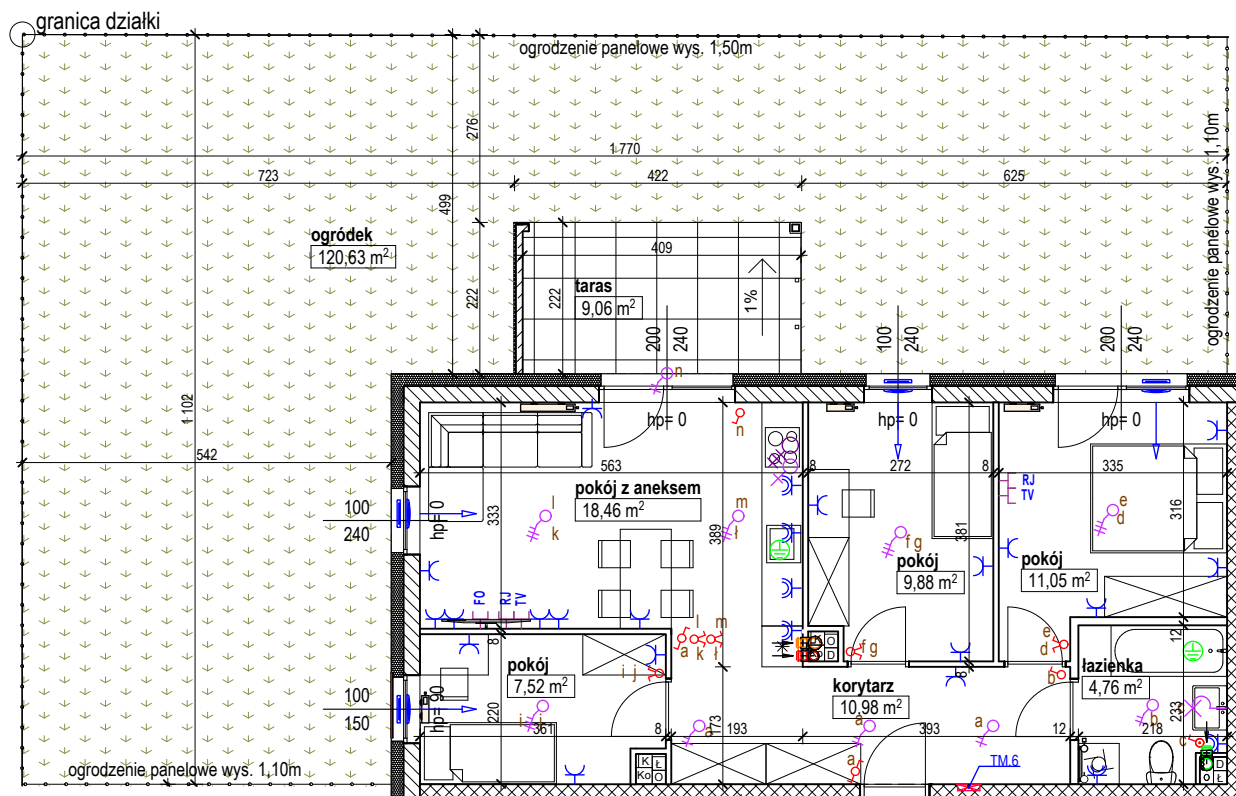 granica działki
ogrodzenie panelowe wys. 1,50m
276
1 770
723
422
625
ogrodzenie panelowe wys. 1,10m
499
ogródek
120,63 m²
409
222
222
taras
9,06 m²
1%
200
240
100
240
200
240
n
1 102
hp= 0
hp= 0
hp= 0
n
542
563
8
272
8
335
RJ
TV
pokój z aneksem
18,46 m²
100
240
hp= 0
333
l
k
m
ł
389
381
316
e
d
f g
pokój
9,88 m²
pokój
11,05 m²
FO
RJ
TV
l
m
a
k
ł
f g
e
d
12
8
pokój
7,52 m²
i j
K
Ł
O
P
D
8
b
łazienka
4,76 m²
korytarz
10,98 m²
100
150
hp= 90
220
i j
361
8
193
173
a
a
393
a
12
b
218
233
c
ogrodzenie panelowe wys. 1,10m
K
Ł
Ko
O
a
TM.6
D
O
Ł